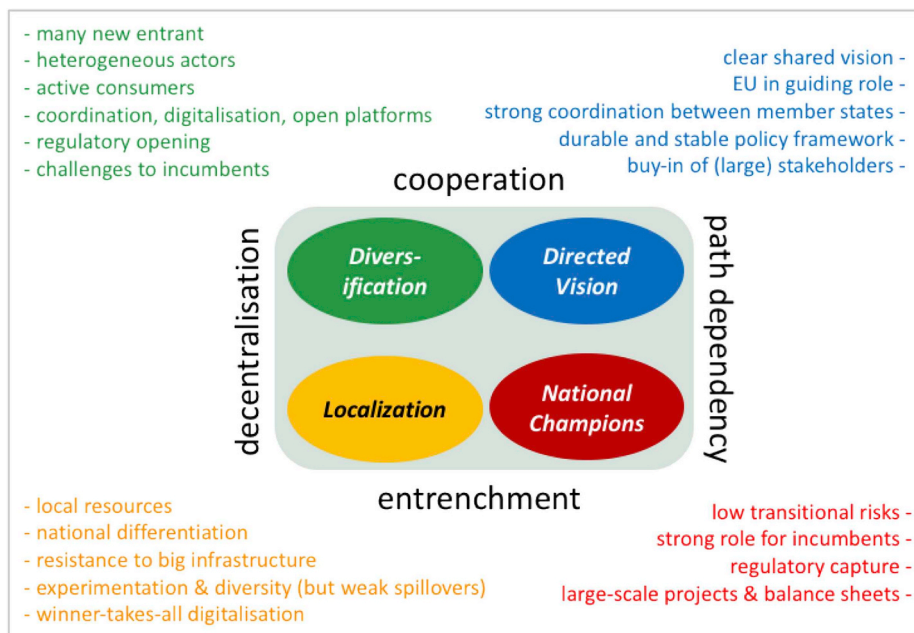 - many new entrant
- heterogeneous actors
- active consumers
- coordination, digitalisation, open platforms
- regulatory opening
- challenges to incumbents
clear shared vision -
EU in guiding role -
strong coordination between member states -
durable and stable policy framework -
buy-in of (large) stakeholders -
cooperation
decentralisation
Divers-
ification
Directed
Vision
path dependency
Localization
National
Champions
entrenchment
- local resources
- national differentiation
- resistance to big infrastructure
- experimentation & diversity (but weak spillovers)
- winner-takes-all digitalisation
low transitional risks -
strong role for incumbents -
regulatory capture -
large-scale projects & balance sheets -